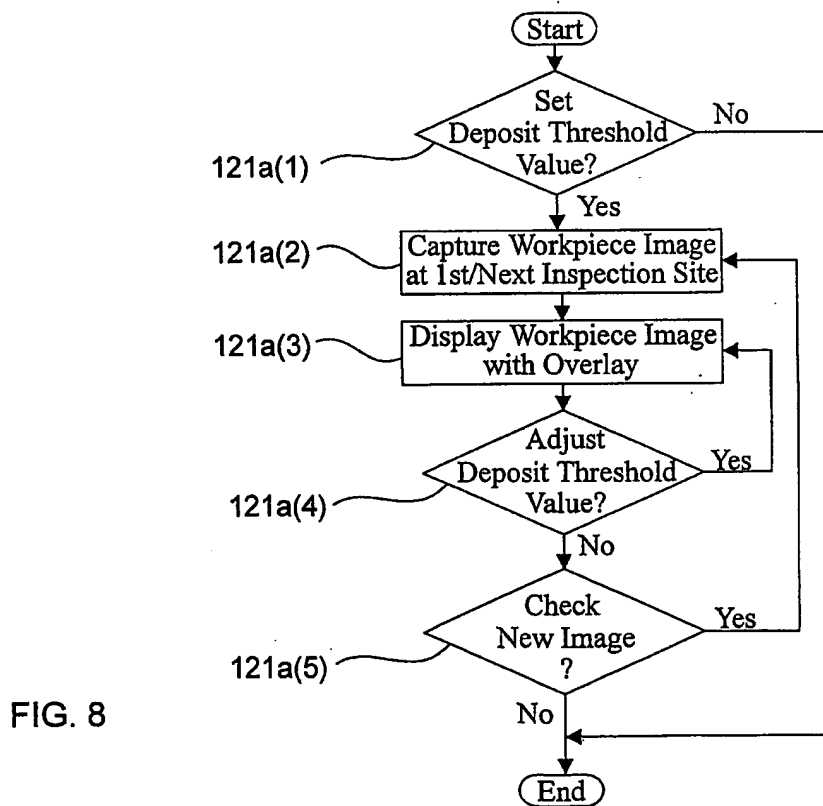 Start
Set
Deposit Threshold
Value?
No
121a(1)
Yes
121a(2)
Capture Workpiece Image
at 1st/Next Inspection Site
121a(3)
Display Workpiece Image
with Overlay
Adjust
Deposit Threshold
Value?
Yes
121a(4)
No
Check
New Image
?
Yes
121a(5)
FIG. 8
No
End